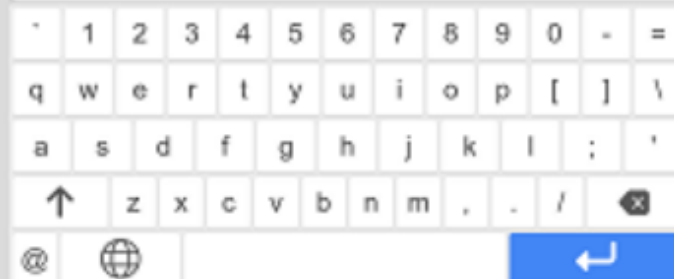 ` 1 2 3 4 5 6 7 8 9 0 - =
q w e r t y u i o p [ ] \
a s d f g h j k l ; '
z x c v b n m , . /
@